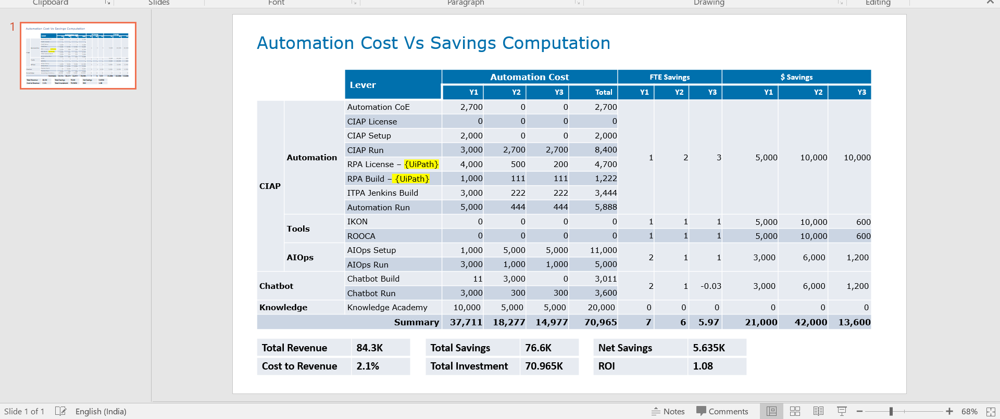 Clipboard Slides Font Paragraph Drawing Editing
1
Automation Cost Vs Savings Computation
Lever Automation Cost FTE Savings $ Savings
Y1 Y2 Y3 Total Y1 Y2 Y3 Y1 Y2 Y3
Automation CoE 2,700 0 0 2,700
CIAP License 0 0 0 0
CIAP Setup 2,000 0 0 2,000
CIAP Run 3,000 2,700 2,700 8,400
Automation 1 2 3 5,000 10,000 10,000
RPA License – {UiPath} 4,000 500 200 4,700
RPA Build – {UiPath} 1,000 111 111 1,222
CIAP
ITPA Jenkins Build 3,000 222 222 3,444
Automation Run 5,000 444 444 5,888
IKON 0 0 0 0 1 1 1 5,000 10,000 600
Tools
ROOCA 0 0 0 0 1 1 1 5,000 10,000 600
AIOps Setup 1,000 5,000 5,000 11,000
AIOps 2 1 1 3,000 6,000 1,200
AIOps Run 3,000 1,000 1,000 5,000
Chatbot Build 11 3,000 0 3,011
Chatbot 2 1 -0.03 3,000 6,000 1,200
Chatbot Run 3,000 300 300 3,600
Knowledge Knowledge Academy 10,000 5,000 5,000 20,000 0 0 0 0 0 0
Summary 37,711 18,277 14,977 70,965 7 6 5.97 21,000 42,000 13,600
Total Revenue 84.3K Total Savings 76.6K Net Savings 5.635K
Cost to Revenue 2.1% Total Investment 70.965K ROI 1.08
Slide 1 of 1 English (India) Notes Comments 68%